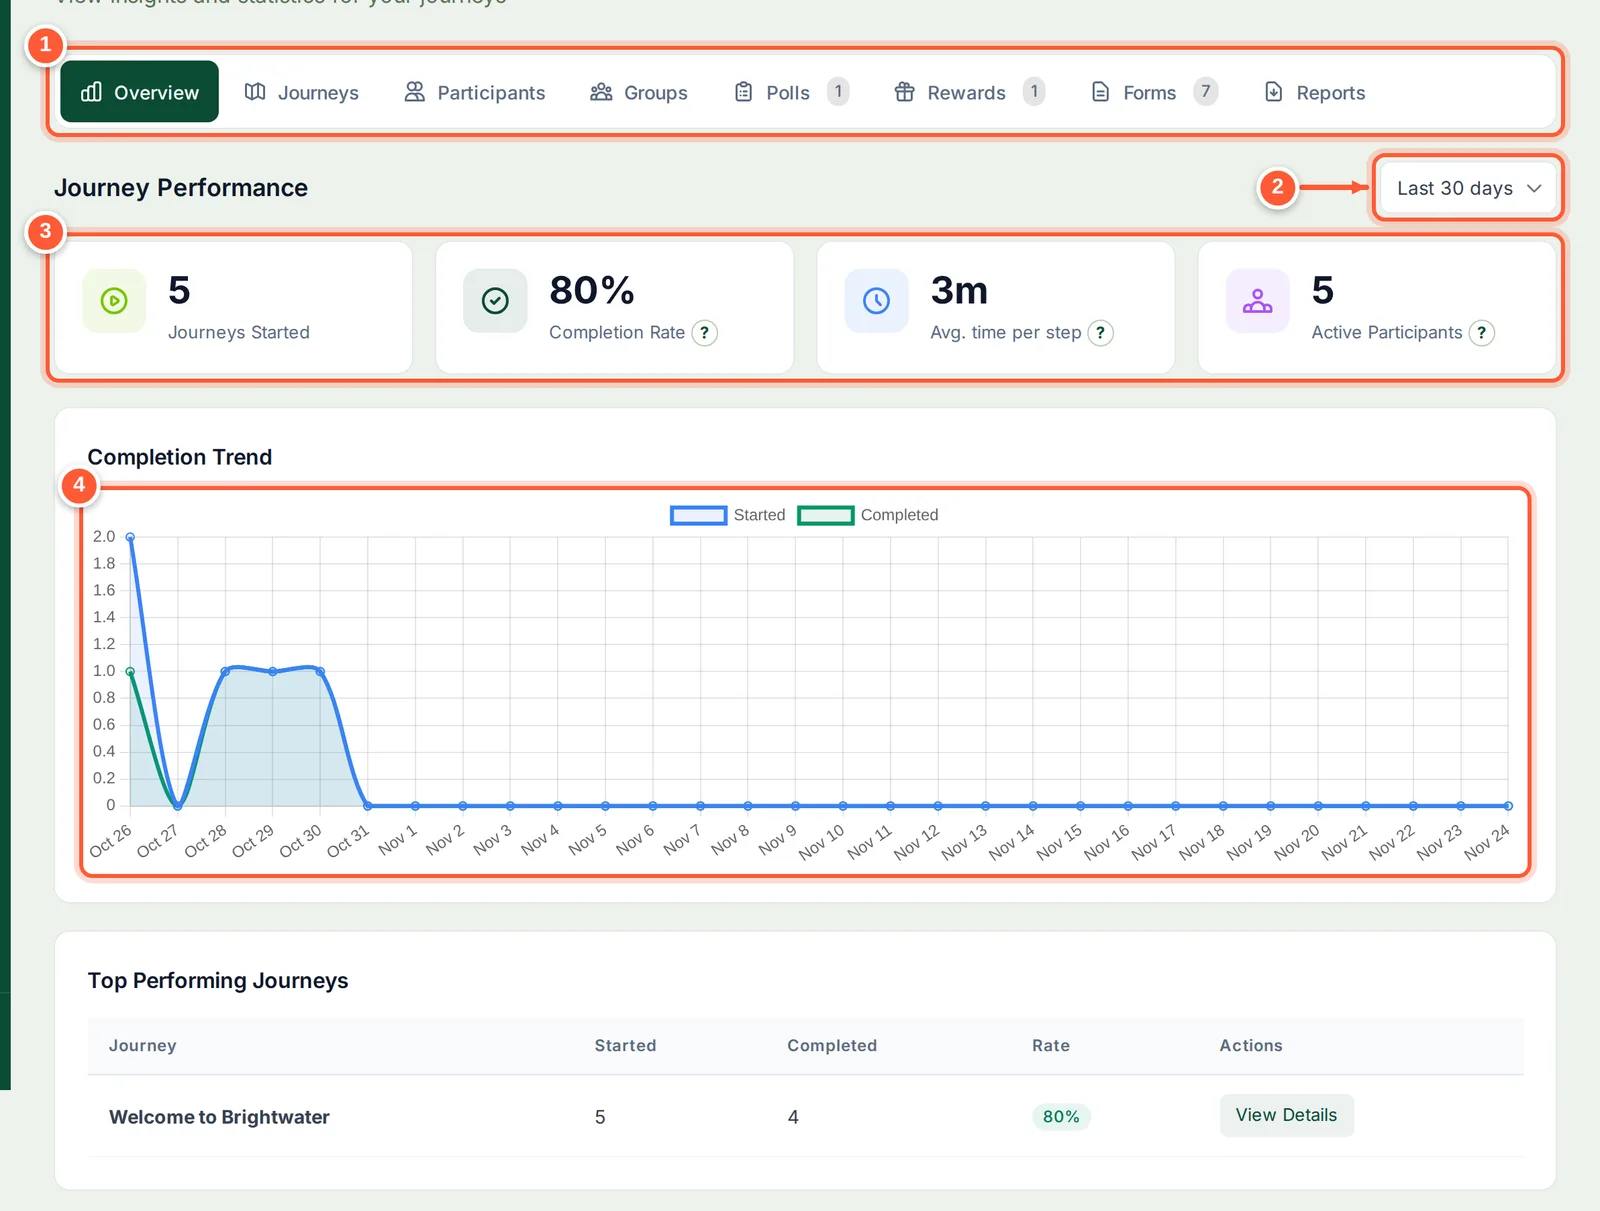 View insights and statistics for your journeys
1
Overview Journeys Participants Groups Polls 1 Rewards 1 Forms 7 Reports
Journey Performance
2 Last 30 days
3
5 80% 3m 5
Journeys Started Completion Rate ? Avg. time per step ? Active Participants ?
Completion Trend
4
Started Completed
2.0
1.8
1.6
1.4
1.2
1.0
0.8
0.6
0.4
0.2
0
Oct 26 Oct 27 Oct 28 Oct 29 Oct 30 Oct 31 Nov 1 Nov 2 Nov 3 Nov 4 Nov 5 Nov 6 Nov 7 Nov 8 Nov 9 Nov 10 Nov 11 Nov 12 Nov 13 Nov 14 Nov 15 Nov 16 Nov 17 Nov 18 Nov 19 Nov 20 Nov 21 Nov 22 Nov 23 Nov 24
Top Performing Journeys
Journey Started Completed Rate Actions
Welcome to Brightwater 5 4 80% View Details